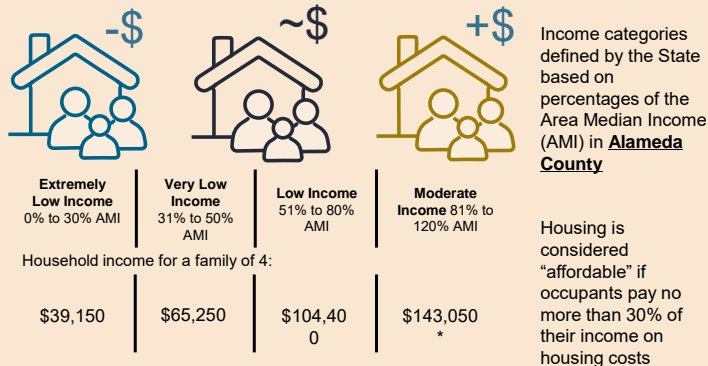 -$
~$
+$
Income categories
defined by the State
based on
percentages of the
Area Median Income
(AMI) in Alameda
County
Extremely
Low Income
0% to 30% AMI
Very Low
Income
31% to 50%
AMI
Low Income
51% to 80%
AMI
Moderate
Income 81% to
120% AMI
Household income for a family of 4:
$39,150
$65,250
$104,40
0
$143,050
*
Housing is
considered
“affordable” if
occupants pay no
more than 30% of
their income on
housing costs